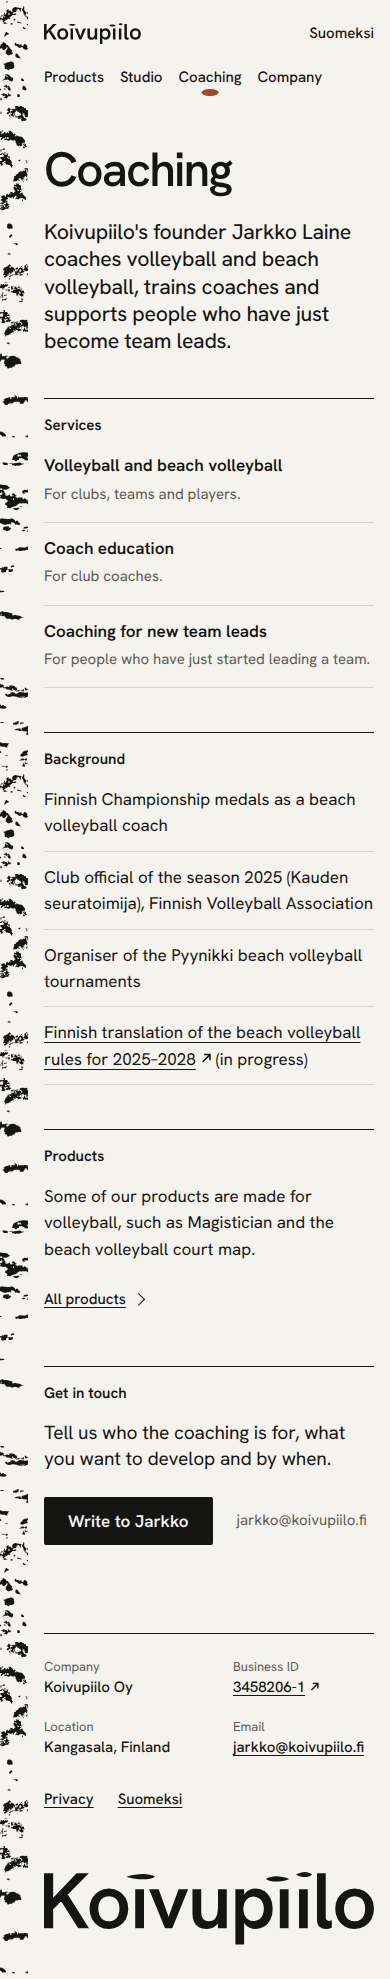 Koivupiilo
Suomeksi
Products Studio Coaching Company
Coaching
Koivupiilo's founder Jarkko Laine
coaches volleyball and beach
volleyball, trains coaches and
supports people who have just
become team leads.
Services
Volleyball and beach volleyball
For clubs, teams and players.
Coach education
For club coaches.
Coaching for new team leads
For people who have just started leading a team.
Background
Finnish Championship medals as a beach
volleyball coach
Club official of the season 2025 (Kauden
seuratoimija), Finnish Volleyball Association
Organiser of the Pyynikki beach volleyball
tournaments
Finnish translation of the beach volleyball
rules for 2025–2028 ↗ (in progress)
Products
Some of our products are made for
volleyball, such as Magistician and the
beach volleyball court map.
All products
Get in touch
Tell us who the coaching is for, what
you want to develop and by when.
Write to Jarkko
jarkko@koivupiilo.fi
Company
Koivupiilo Oy
Business ID
3458206-1 ↗
Location
Kangasala, Finland
Email
jarkko@koivupiilo.fi
Privacy Suomeksi
Koivupiilo